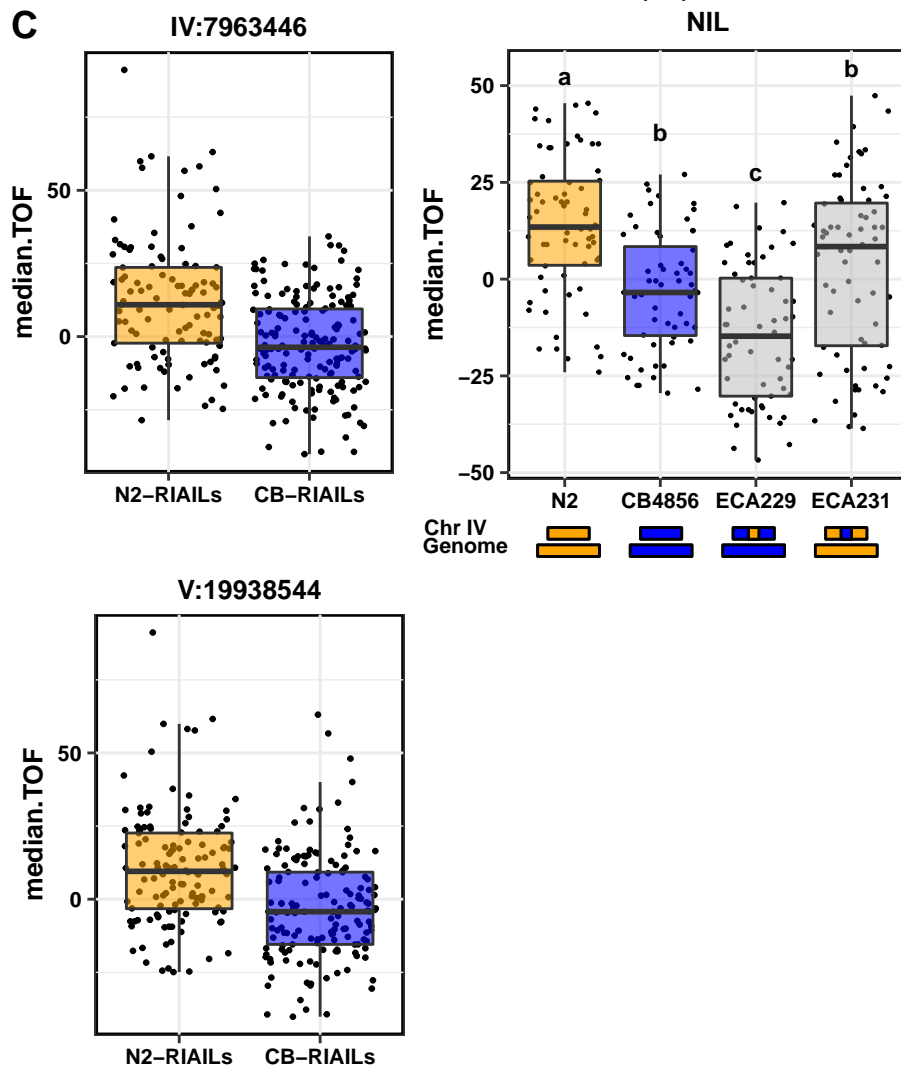 C
IV:7963446
median.TOF
50
0
N2−RIAILs CB−RIAILs
NIL
median.TOF
50
25
0
−25
−50
a
b
c
b
N2 CB4856 ECA229 ECA231
Chr IV
Genome
V:19938544
median.TOF
50
0
N2−RIAILs CB−RIAILs